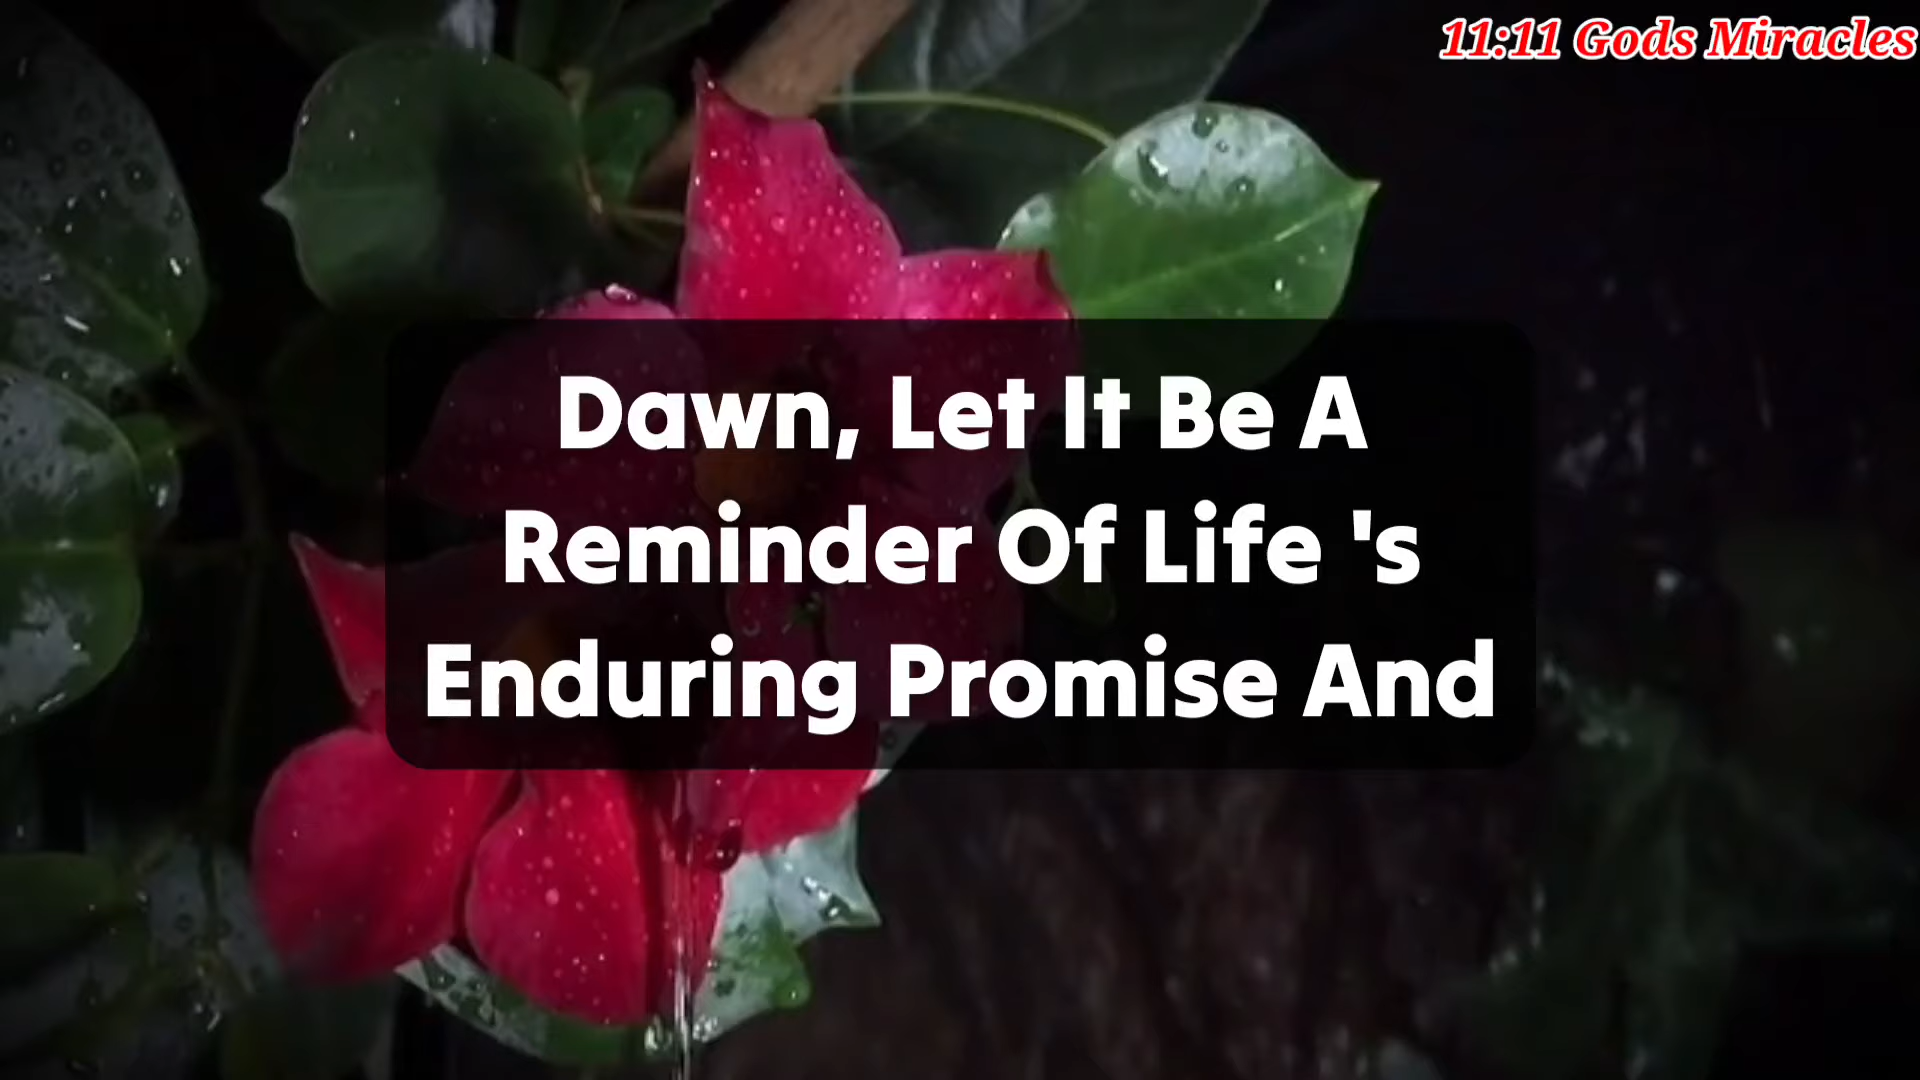 11:11 Gods Miracles
Dawn, Let It Be A
Reminder Of Life 's
Enduring Promise And